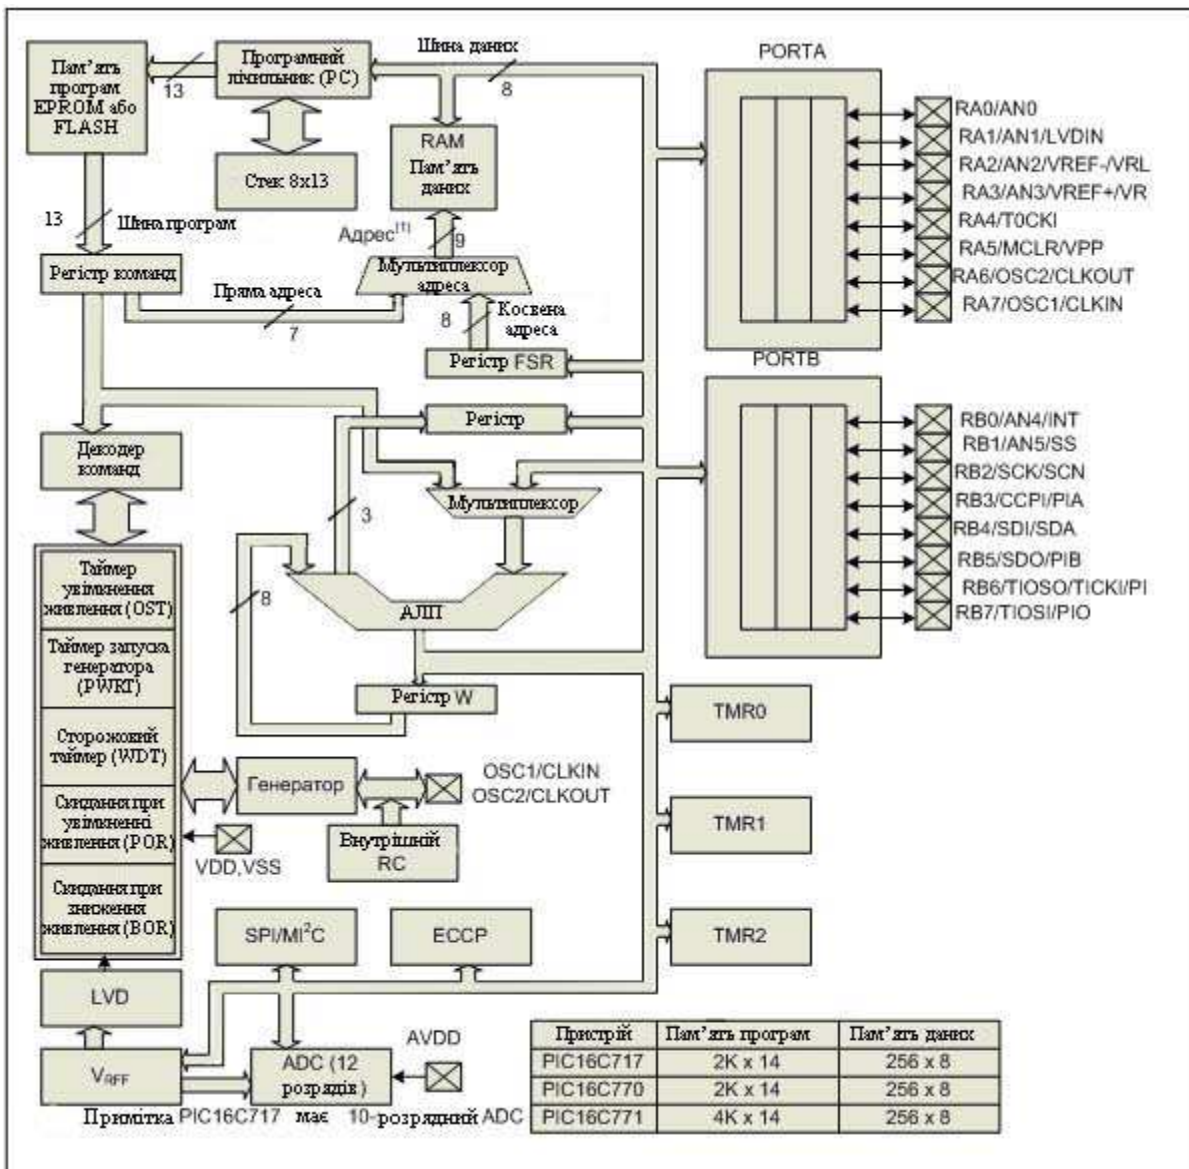 Пам’ять
програм
EPROM або
FLASH
13
Програмний
лічильник (PC)
Шина даних
8
Стек 8x13
RAM
Пам’ять
даних
13
Шина програм
Адрес(1)
9
Регістр команд
Пряма адреса
7
Мультиплексор
адреса
8
Косвена
адреса
Регістр FSR
Регістр
Декодер
команд
Мультиплексор
3
8
АЛП
Регістр W
Таймер
увімкнення
живлення (OST)
Таймер запуска
генератора
(PWRT)
Сторожовий
таймер (WDT)
Скидання при
увімкненні
живлення (POR)
Скидання при
зниження
живлення (BOR)
Генератор
OSC1/CLKIN
OSC2/CLKOUT
Внутрішній
RC
VDD,VSS
SPI/MI²C
ECCP
LVD
VRFF
ADC (12
розрядів)
AVDD
Примітка PIC16C717 має 10-розрядний ADC
PORTA
RA0/AN0
RA1/AN1/LVDIN
RA2/AN2/VREF-/VRL
RA3/AN3/VREF+/VR
RA4/T0CKI
RA5/MCLR/VPP
RA6/OSC2/CLKOUT
RA7/OSC1/CLKIN
PORTB
RB0/AN4/INT
RB1/AN5/SS
RB2/SCK/SCN
RB3/CCPI/PIA
RB4/SDI/SDA
RB5/SDO/PIB
RB6/TIOSO/TICKI/PI
RB7/TIOSI/PIO
TMR0
TMR1
TMR2
Пристрій Пам’ять програм Пам’ять даних
PIC16C717 2K x 14 256 x 8
PIC16C770 2K x 14 256 x 8
PIC16C771 4K x 14 256 x 8